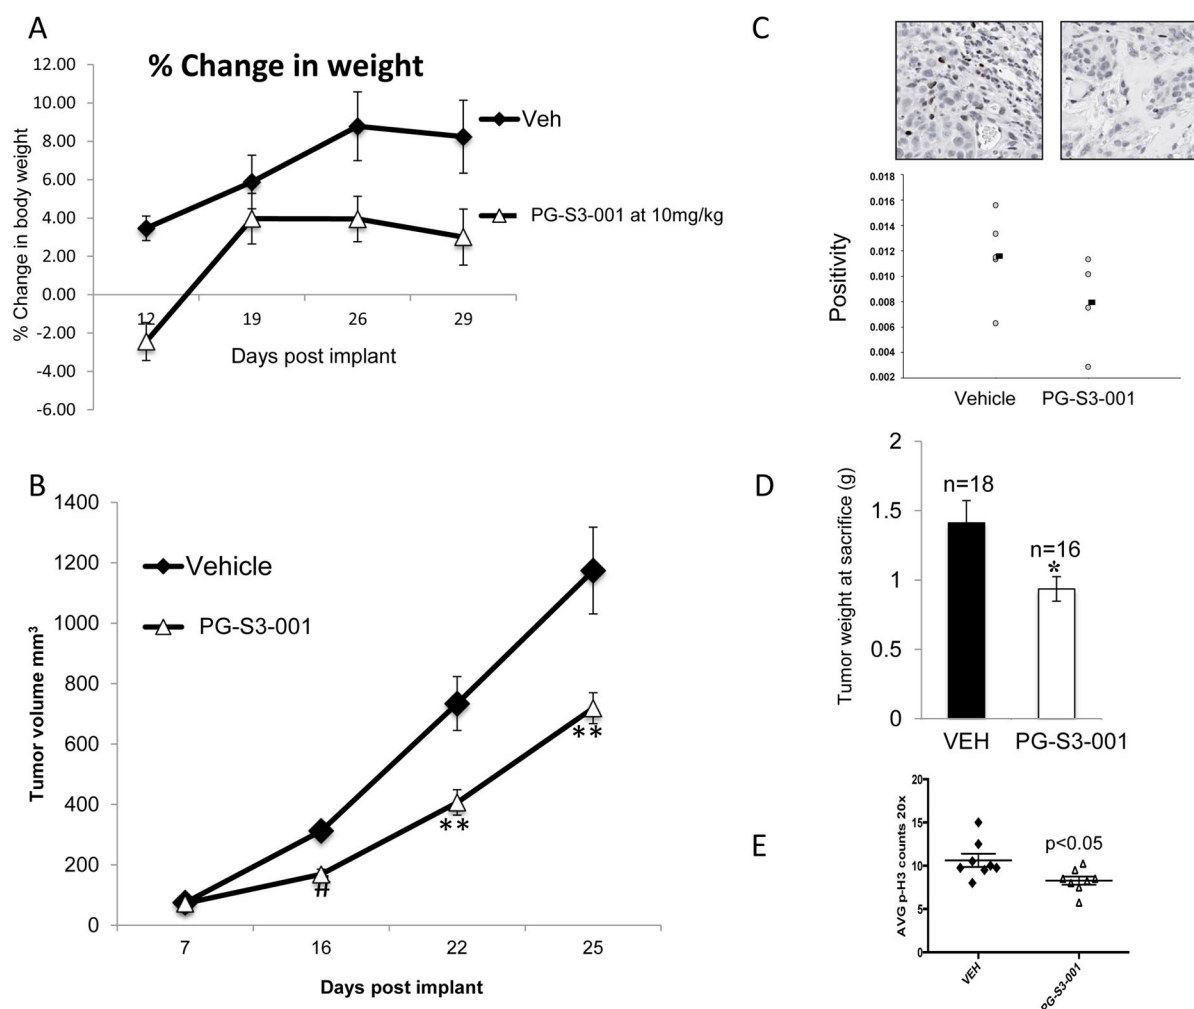 A
% Change in weight
12.00
10.00
8.00
6.00
4.00
2.00
0.00
-2.00
-4.00
-6.00
% Change in body weight
12
19
26
29
Days post implant
Veh
PG-S3-001 at 10mg/kg
B
1400
1200
1000
800
600
400
200
0
Tumor volume mm³
Vehicle
PG-S3-001
#
**
**
7
16
22
25
Days post implant
C
0.018
0.016
0.014
0.012
0.010
0.008
0.006
0.004
0.002
Positivity
Vehicle
PG-S3-001
D
2
1.5
1
0.5
0
Tumor weight at sacrifice (g)
n=18
n=16
*
VEH
PG-S3-001
E
20
15
10
5
0
AVG p-H3 counts 20x
p<0.05
VEH
PG-S3-001